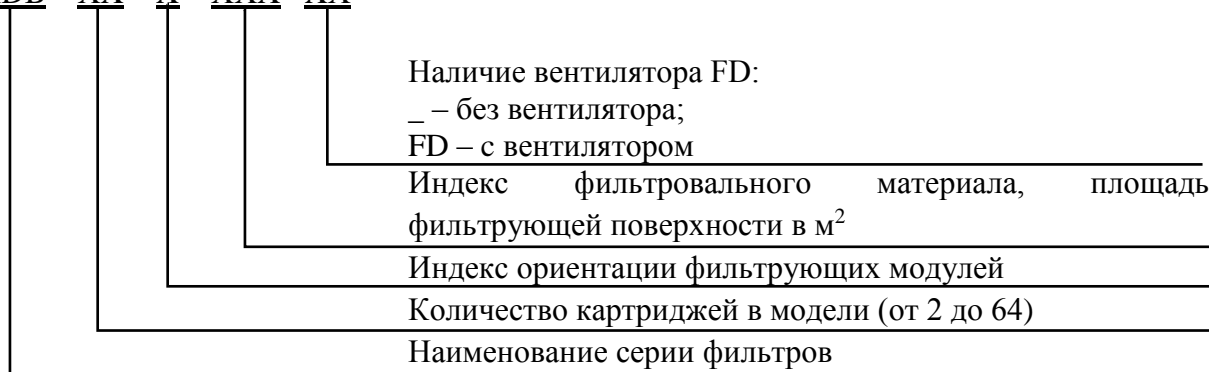 Наличие вентилятора FD:
_ – без вентилятора;
FD – с вентилятором
Индекс фильтровального материала, площадь
фильтрующей поверхности в м²
Индекс ориентации фильтрующих модулей
Количество картриджей в модели (от 2 до 64)
Наименование серии фильтров